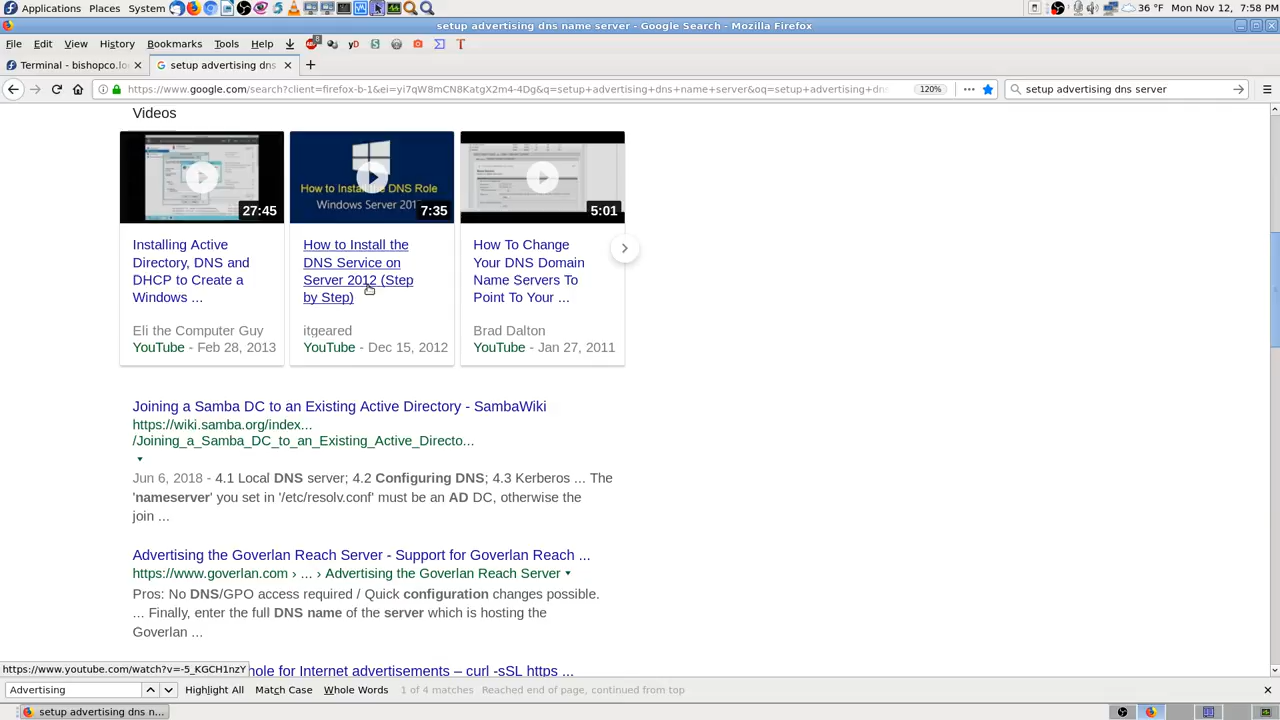 Applications Places System 36 °F Mon Nov 12, 7:58 PM
setup advertising dns name server - Google Search - Mozilla Firefox
File Edit View History Bookmarks Tools Help
Terminal - bishopco.lo
setup advertising dns
https://www.google.com/search?client=firefox-b-1&ei=yi7qW8mCN8KatgX2m4-4Dg&q=setup+advertising+dns+name+server&oq=setup+advertising+dn 120% setup advertising dns server
Videos
27:45
How to Install the DNS Role
Windows Server 201
7:35
5:01
Installing Active
Directory, DNS and
DHCP to Create a
Windows ...
Eli the Computer Guy
YouTube - Feb 28, 2013
How to Install the
DNS Service on
Server 2012 (Step
by Step)
itgeared
YouTube - Dec 15, 2012
How To Change
Your DNS Domain
Name Servers To
Point To Your ...
Brad Dalton
YouTube - Jan 27, 2011
Joining a Samba DC to an Existing Active Directory - SambaWiki
https://wiki.samba.org/index...
/Joining_a_Samba_DC_to_an_Existing_Active_Directo...
Jun 6, 2018 - 4.1 Local DNS server; 4.2 Configuring DNS; 4.3 Kerberos ... The
'nameserver' you set in '/etc/resolv.conf' must be an AD DC, otherwise the
join ...
Advertising the Goverlan Reach Server - Support for Goverlan Reach ...
https://www.goverlan.com › ... › Advertising the Goverlan Reach Server
Pros: No DNS/GPO access required / Quick configuration changes possible.
... Finally, enter the full DNS name of the server which is hosting the
Goverlan ...
https://www.youtube.com/watch?v=-5_KGCH1nzY hole for Internet advertisements – curl -sSL https ...
Advertising Highlight All Match Case Whole Words 1 of 4 matches Reached end of page, continued from top
setup advertising dns n...